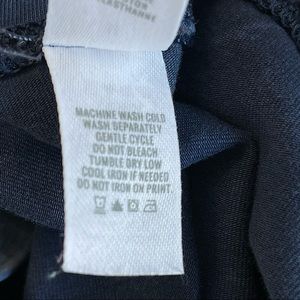 ELASTHANNE
MACHINE WASH COLD
WASH SEPARATELY
GENTLE CYCLE
DO NOT BLEACH
TUMBLE DRY LOW
COOL IRON IF NEEDED
DO NOT IRON ON PRINT.